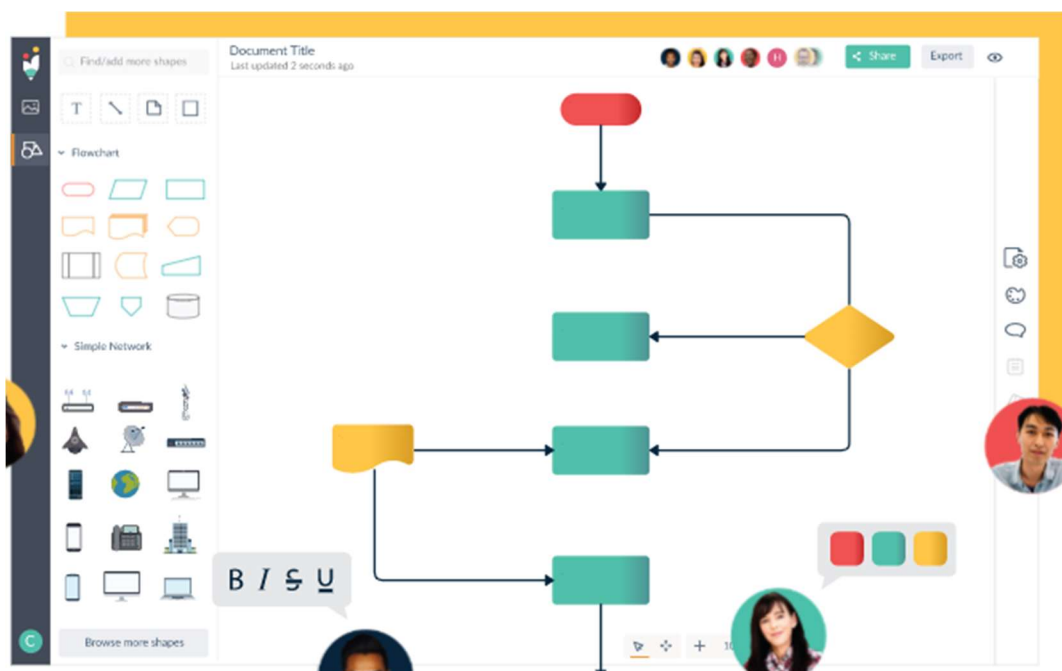 Document Title
Last updated 2 seconds ago
Find/add more shapes
H
Share
Export
T
Flowchart
Simple Network
B I S U
Browse more shapes
C